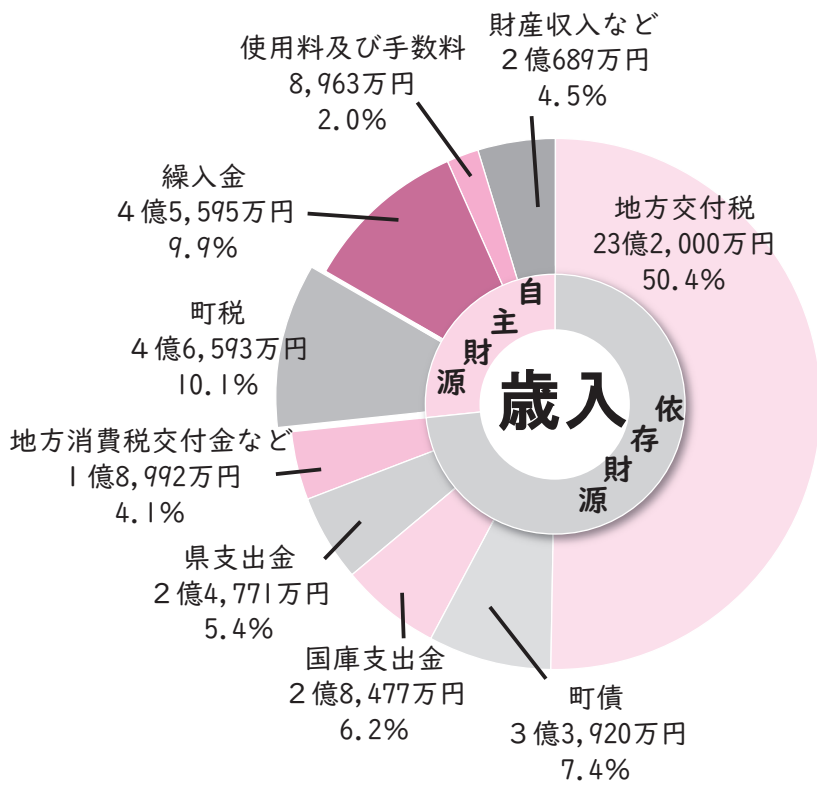 財産収入など
2億689万円
4.5%
使用料及び手数料
8,963万円
2.0%
繰入金
4億5,595万円
9.9%
町税
4億6,593万円
10.1%
地方消費税交付金など
1億8,992万円
4.1%
県支出金
2億4,771万円
5.4%
国庫支出金
2億8,477万円
6.2%
町債
3億3,920万円
7.4%
地方交付税
23億2,000万円
50.4%
自主財源
歳入
依存財源